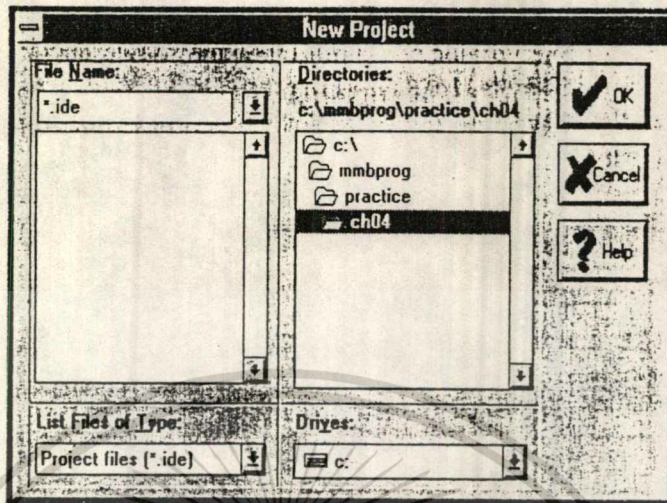 New Project
File Name:
*.ide
Directories:
c:\mmbprog\practice\ch04
c:\
mmbprog
practice
ch04
OK
Cancel
Help
List Files of Type:
Project files (*.ide)
Drives:
c: